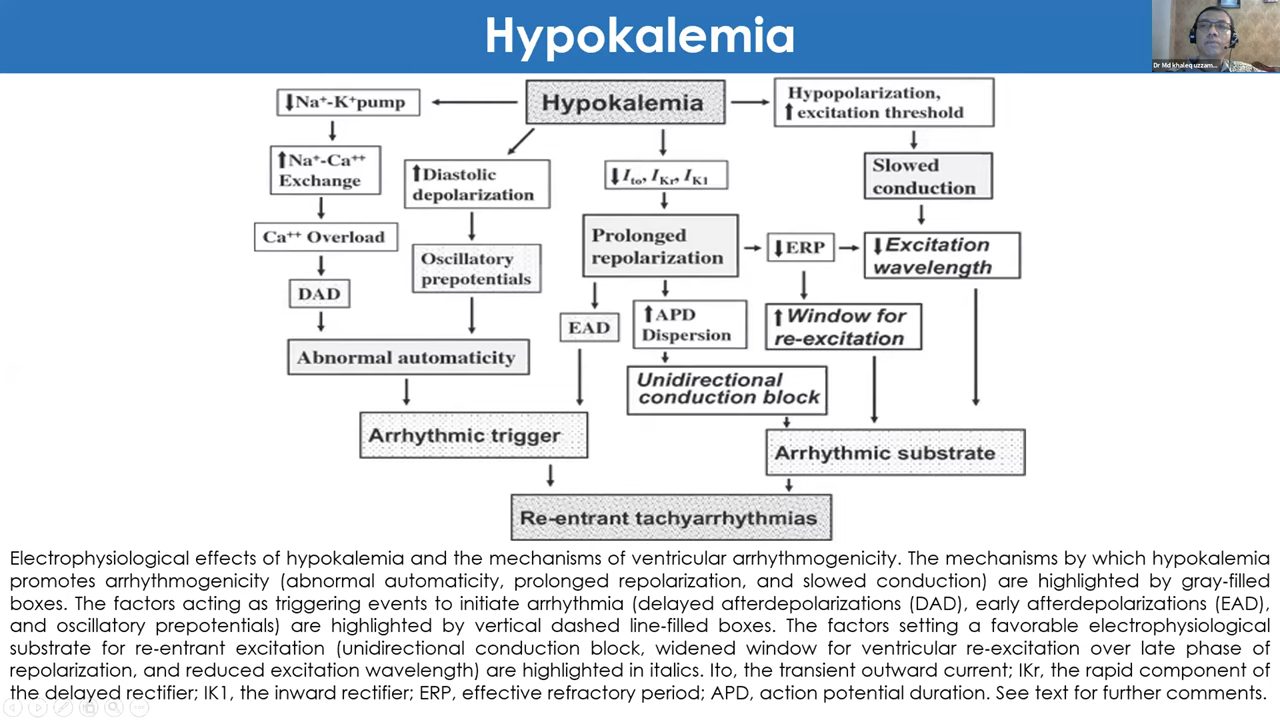 Hypokalemia
Dr Md khaleq uzzam...
Hypokalemia
↓Na⁺-K⁺pump
↑Na⁺-Ca⁺⁺
Exchange
Ca⁺⁺ Overload
DAD
↑Diastolic
depolarization
Oscillatory
prepotentials
Abnormal automaticity
↓Ito, IKr, IK1
Prolonged
repolarization
EAD
↑APD
Dispersion
Unidirectional
conduction block
Hypopolarization,
↑excitation threshold
Slowed
conduction
↓ERP
↓Excitation
wavelength
↑Window for
re-excitation
Arrhythmic trigger
Arrhythmic substrate
Re-entrant tachyarrhythmias
Electrophysiological effects of hypokalemia and the mechanisms of ventricular arrhythmogenicity. The mechanisms by which hypokalemia
promotes arrhythmogenicity (abnormal automaticity, prolonged repolarization, and slowed conduction) are highlighted by gray-filled
boxes. The factors acting as triggering events to initiate arrhythmia (delayed afterdepolarizations (DAD), early afterdepolarizations (EAD),
and oscillatory prepotentials) are highlighted by vertical dashed line-filled boxes. The factors setting a favorable electrophysiological
substrate for re-entrant excitation (unidirectional conduction block, widened window for ventricular re-excitation over late phase of
repolarization, and reduced excitation wavelength) are highlighted in italics. Ito, the transient outward current; IKr, the rapid component of
the delayed rectifier; IK1, the inward rectifier; ERP, effective refractory period; APD, action potential duration. See text for further comments.